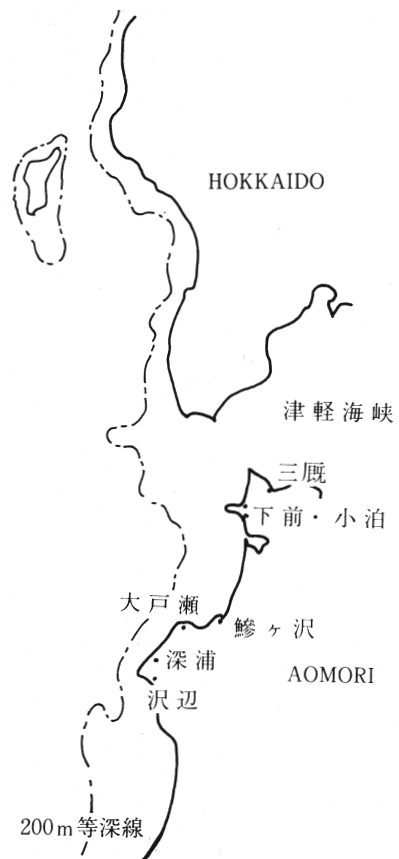 HOKKAIDO
津軽海峡
三厩
下前・小泊
大戸瀬
鰺ヶ沢
深浦
AOMORI
沢辺
200m等深線